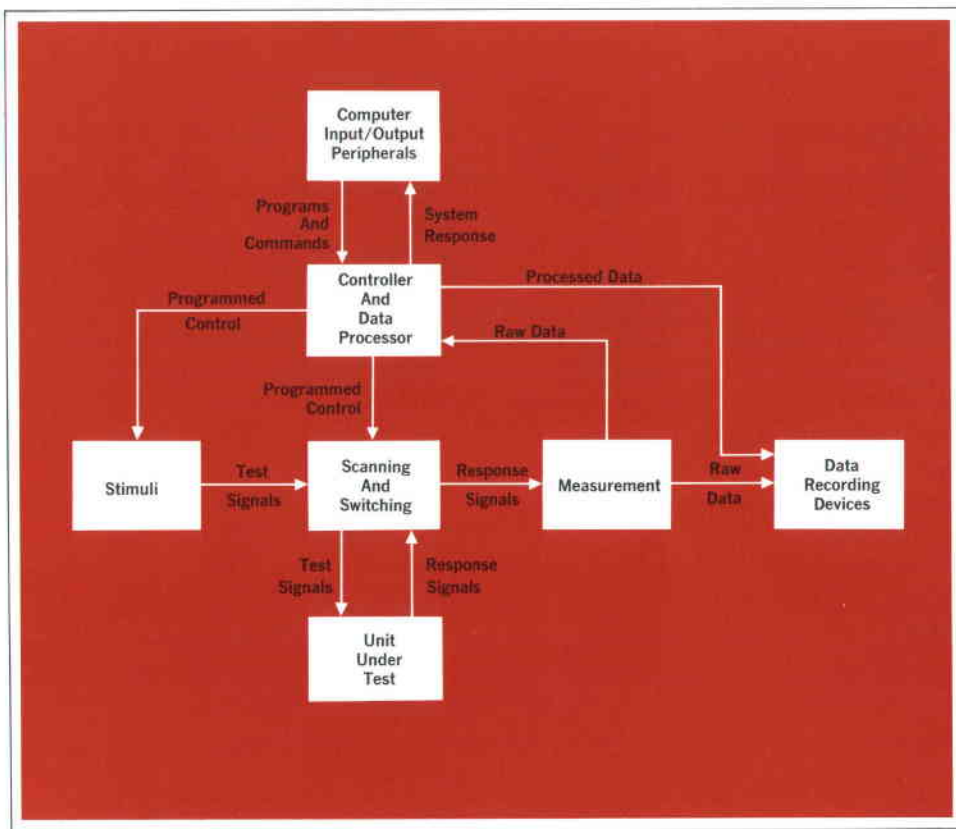 Computer
Input/Output
Peripherals
Programs
And
Commands
System
Response
Controller
And
Data
Processor
Processed Data
Programmed
Control
Raw Data
Programmed
Control
Stimuli
Test
Signals
Scanning
And
Switching
Response
Signals
Measurement
Raw
Data
Data
Recording
Devices
Test
Signals
Response
Signals
Unit
Under
Test